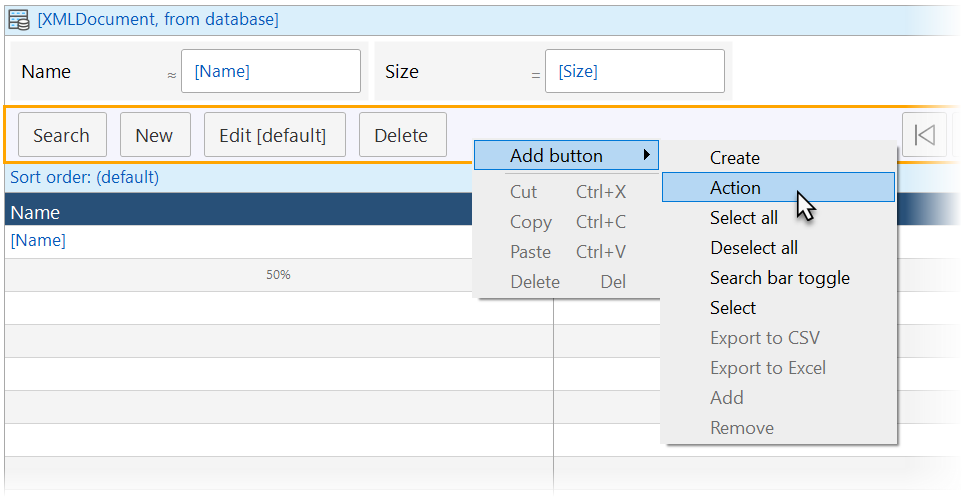 [XMLDocument, from database]
Name ≈ [Name] Size = [Size]
Search New Edit [default] Delete
Add button
Cut Ctrl+X
Copy Ctrl+C
Paste Ctrl+V
Delete Del
Create
Action
Select all
Deselect all
Search bar toggle
Select
Export to CSV
Export to Excel
Add
Remove
Sort order: (default)
Name
[Name]
50%